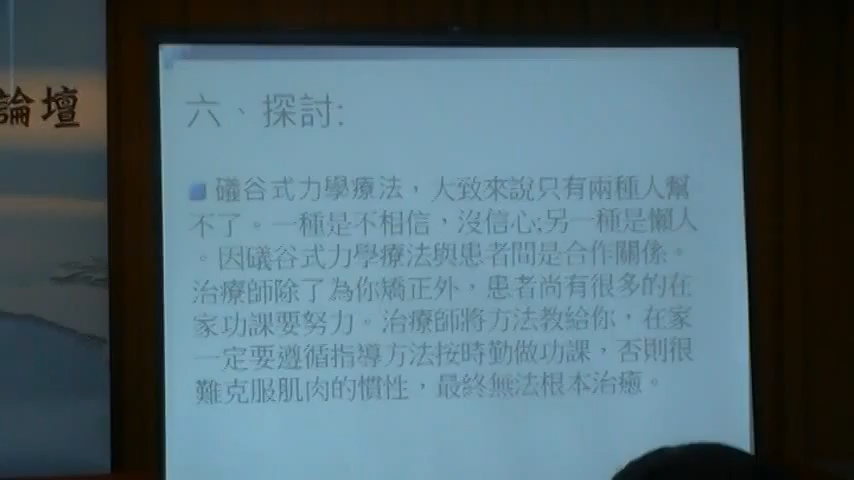 論壇
六、探討:
礒谷式力學療法，大致來說只有兩種人幫
不了。一種是不相信，沒信心;另一種是懶人
。因礒谷式力學療法與患者間是合作關係。
治療師除了為你矯正外，患者尚有很多的在
家功課要努力。治療師將方法教給你，在家
一定要遵循指導方法按時勤做功課，否則很
難克服肌肉的慣性，最終無法根本治癒。